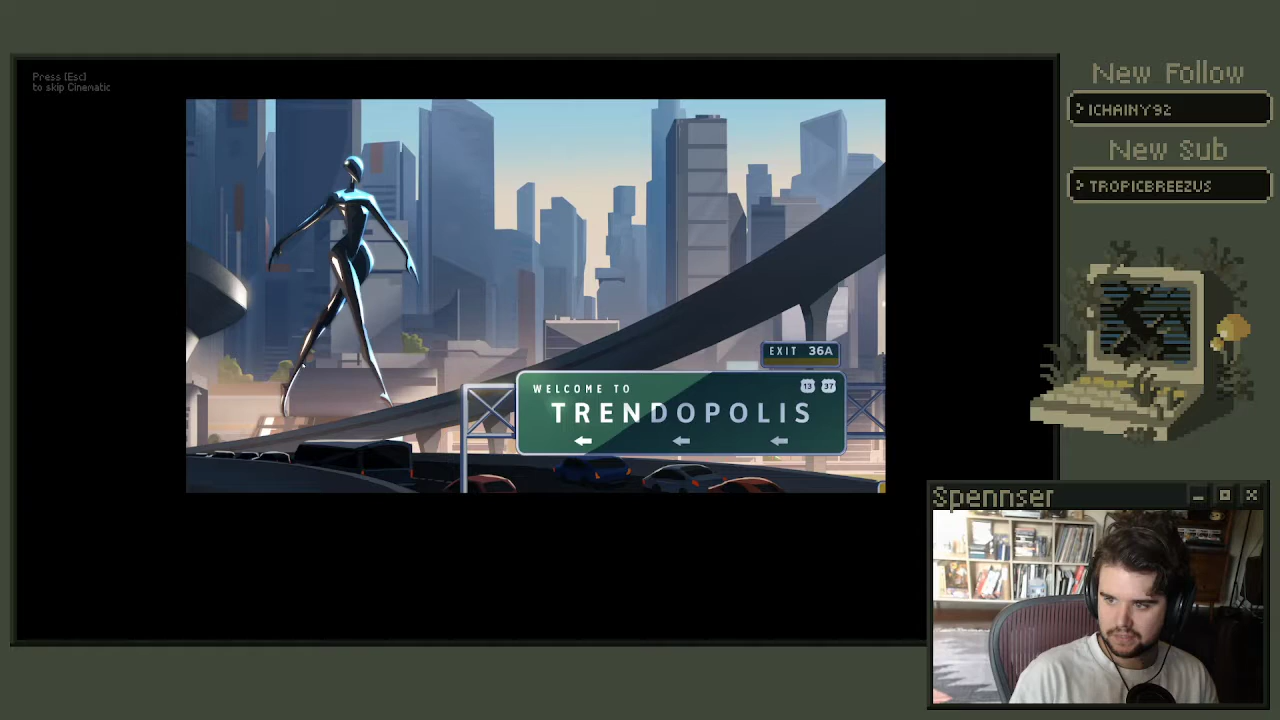 Press [Esc]
to skip Cinematic
EXIT 36A
WELCOME TO
13 37
TRENDOPOLIS
New Follow
> ICHAINY92
New Sub
> TROPICBREEZUS
Spennser